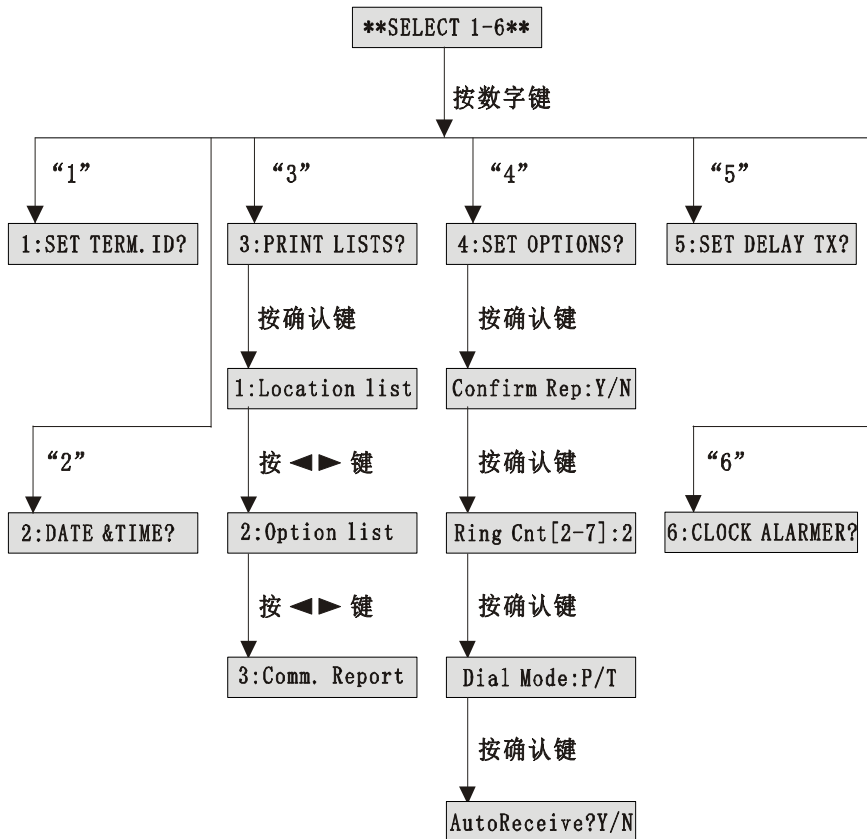 **SELECT 1-6**
按数字键
“1”
“3”
“4”
“5”
1:SET TERM.ID?
3:PRINT LISTS?
4:SET OPTIONS?
5:SET DELAY TX?
按确认键
按确认键
1:Location list
Confirm Rep:Y/N
“2”
按 ◄► 键
按确认键
“6”
2:DATE &TIME?
2:Option list
Ring Cnt[2-7]:2
6:CLOCK ALARMER?
按 ◄► 键
按确认键
3:Comm. Report
Dial Mode:P/T
按确认键
AutoReceive?Y/N